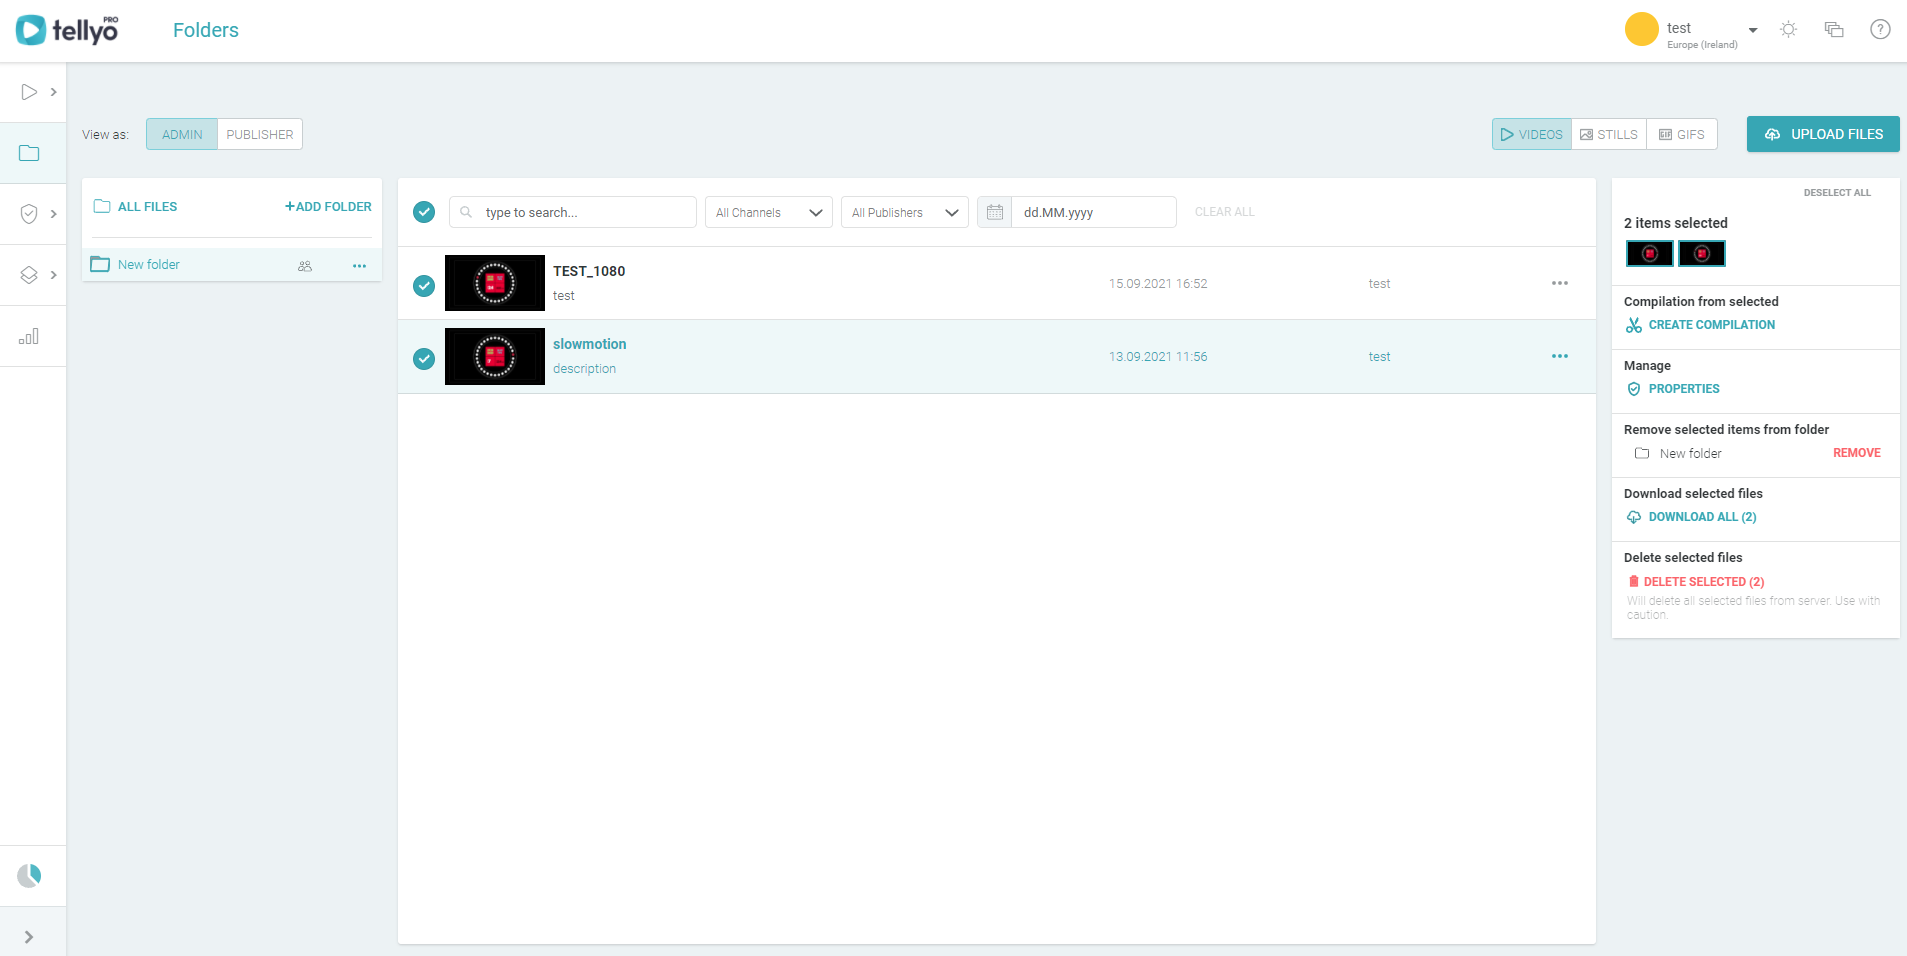 tellyo PRO
Folders
test
Europe (Ireland)
?
View as:
ADMIN
PUBLISHER
VIDEOS
STILLS
GIF
GIFS
UPLOAD FILES
ALL FILES
+ADD FOLDER
New folder
type to search...
All Channels
All Publishers
dd.MM.yyyy
CLEAR ALL
TEST_1080
test
15.09.2021 16:52
test
slowmotion
description
13.09.2021 11:56
test
DESELECT ALL
2 items selected
Compilation from selected
CREATE COMPILATION
Manage
PROPERTIES
Remove selected items from folder
New folder
REMOVE
Download selected files
DOWNLOAD ALL (2)
Delete selected files
DELETE SELECTED (2)
Will delete all selected files from server. Use with
caution.